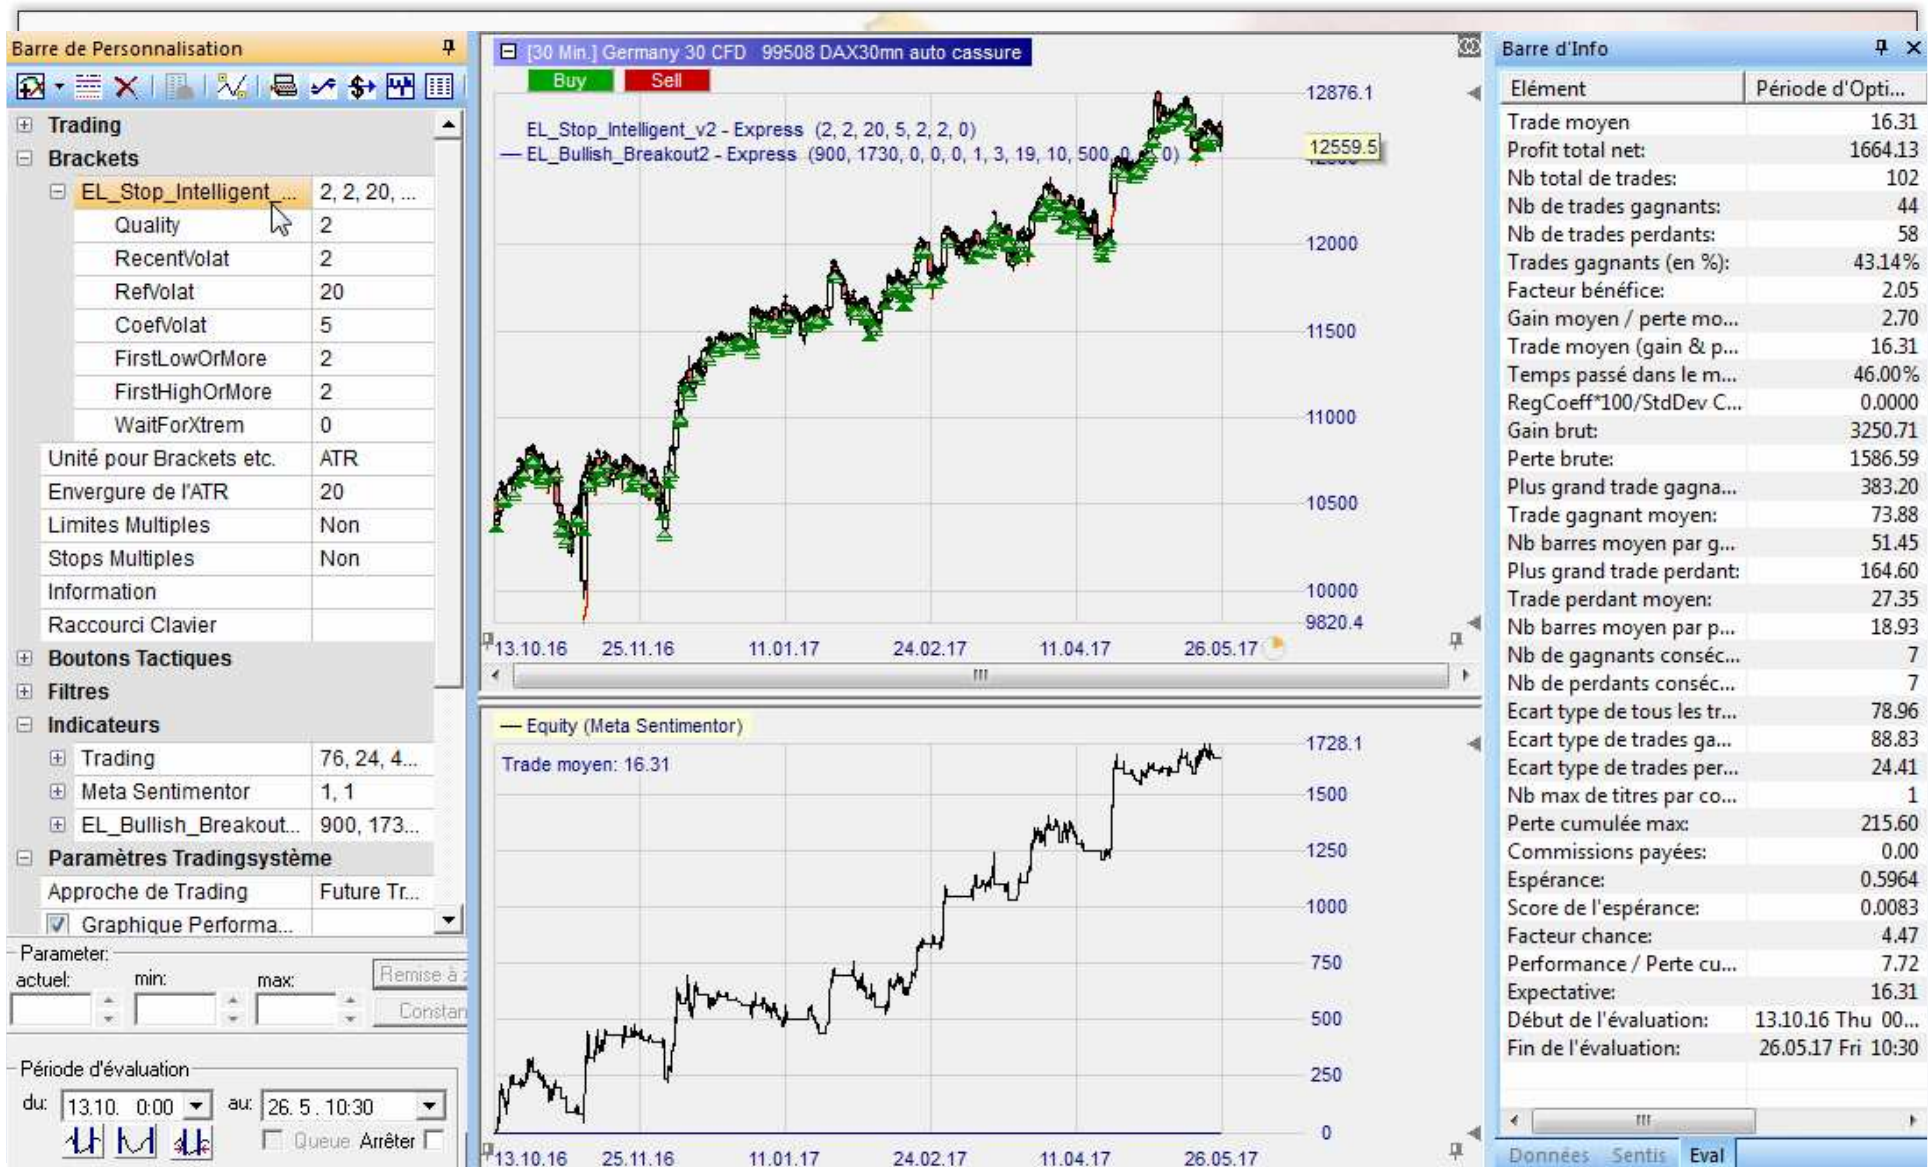 Barre de Personnalisation
Trading
Brackets
EL_Stop_Intelligent_... 2, 2, 20, ...
Quality 2
RecentVolat 2
RefVolat 20
CoefVolat 5
FirstLowOrMore 2
FirstHighOrMore 2
WaitForXtrem 0
Unité pour Brackets etc. ATR
Envergure de l'ATR 20
Limites Multiples Non
Stops Multiples Non
Information
Raccourci Clavier
Boutons Tactiques
Filtres
Indicateurs
Trading 76, 24, 4...
Meta Sentimentor 1, 1
EL_Bullish_Breakout... 900, 173...
Paramètres Tradingsystème
Approche de Trading Future Tr...
Graphique Performa...
Parameter:
actuel: min: max:
Remise à
Constan
Période d'évaluation
du: 13.10. 0:00 au: 26. 5. 10:30
Queue Arrêter
[30 Min.] Germany 30 CFD 99508 DAX30mn auto cassure
Buy Sell
EL_Stop_Intelligent_v2 - Express (2, 2, 20, 5, 2, 2, 0)
EL_Bullish_Breakout2 - Express (900, 1730, 0, 0, 0, 1, 3, 19, 10, 500, 0, 0)
12876.1
12559.5
12000
11500
11000
10500
10000
9820.4
13.10.16 25.11.16 11.01.17 24.02.17 11.04.17 26.05.17
Equity (Meta Sentimentor)
Trade moyen: 16.31
1728.1
1500
1250
1000
750
500
250
0
13.10.16 25.11.16 11.01.17 24.02.17 11.04.17 26.05.17
Barre d'Info
Elément Période d'Opti...
Trade moyen 16.31
Profit total net: 1664.13
Nb total de trades: 102
Nb de trades gagnants: 44
Nb de trades perdants: 58
Trades gagnants (en %): 43.14%
Facteur bénéfice: 2.05
Gain moyen / perte mo... 2.70
Trade moyen (gain & p... 16.31
Temps passé dans le m... 46.00%
RegCoeff*100/StdDev C... 0.0000
Gain brut: 3250.71
Perte brute: 1586.59
Plus grand trade gagna... 383.20
Trade gagnant moyen: 73.88
Nb barres moyen par g... 51.45
Plus grand trade perdant: 164.60
Trade perdant moyen: 27.35
Nb barres moyen par p... 18.93
Nb de gagnants conséc... 7
Nb de perdants conséc... 7
Ecart type de tous les tr... 78.96
Ecart type de trades ga... 88.83
Ecart type de trades per... 24.41
Nb max de titres par co... 1
Perte cumulée max: 215.60
Commissions payées: 0.00
Espérance: 0.5964
Score de l'espérance: 0.0083
Facteur chance: 4.47
Performance / Perte cu... 7.72
Expectative: 16.31
Début de l'évaluation: 13.10.16 Thu 00...
Fin de l'évaluation: 26.05.17 Fri 10:30
Données Sentis Eval